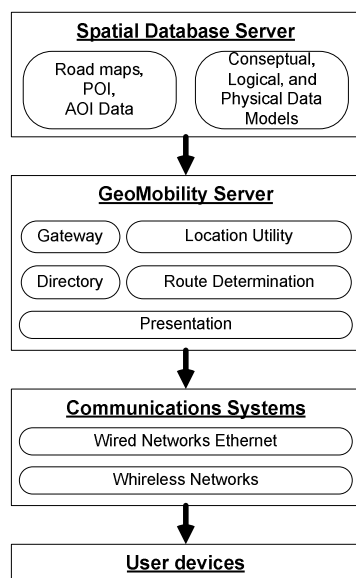 Spatial Database Server
Road maps,
POI,
AOI Data
Conseptual,
Logical, and
Physical Data
Models
GeoMobility Server
Gateway
Location Utility
Directory
Route Determination
Presentation
Communications Systems
Wired Networks Ethernet
Whireless Networks
User devices